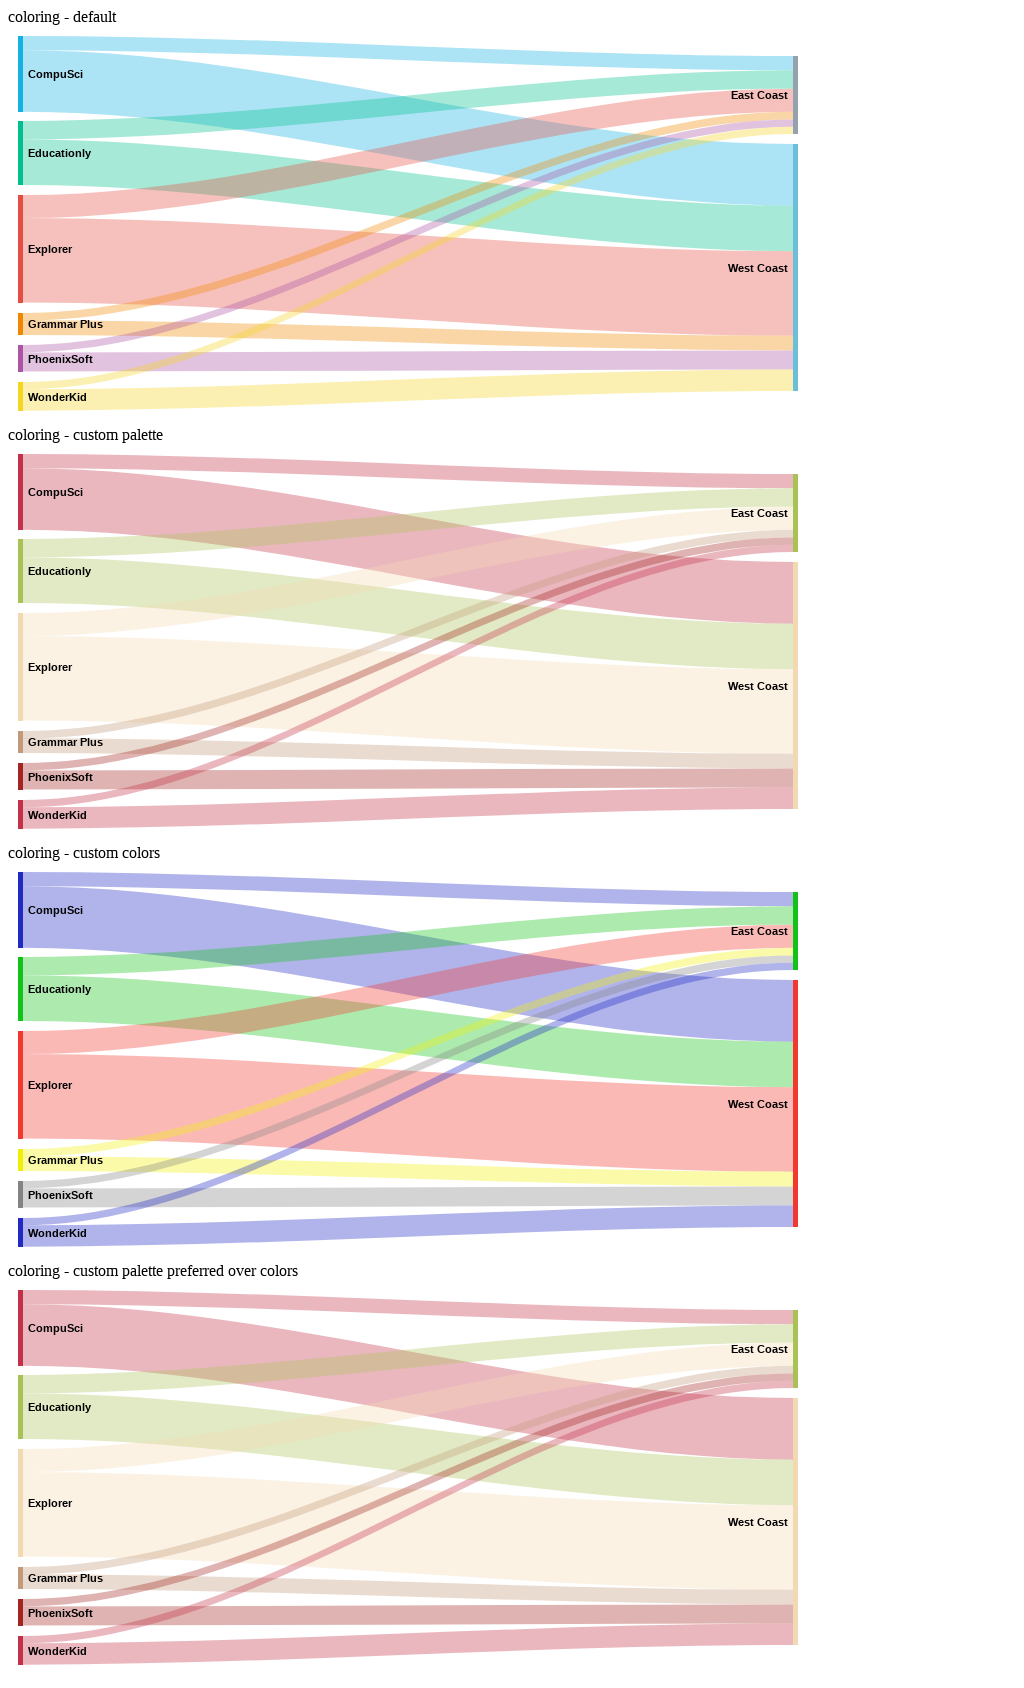 coloring - default
CompuSci
East Coast
Educationly
Explorer
West Coast
Grammar Plus
PhoenixSoft
WonderKid
coloring - custom palette
CompuSci
East Coast
Educationly
Explorer
West Coast
Grammar Plus
PhoenixSoft
WonderKid
coloring - custom colors
CompuSci
East Coast
Educationly
Explorer
West Coast
Grammar Plus
PhoenixSoft
WonderKid
coloring - custom palette preferred over colors
CompuSci
East Coast
Educationly
Explorer
West Coast
Grammar Plus
PhoenixSoft
WonderKid